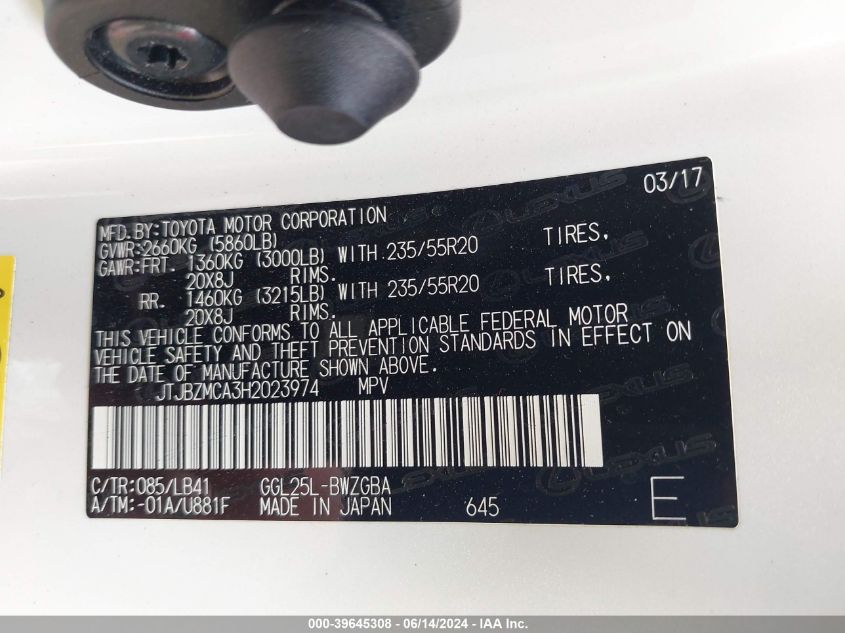 03/17
MFD.BY:TOYOTA MOTOR CORPORATION
GVWR:2660KG (5860LB)
GAWR:FRT. 1360KG (3000LB) WITH 235/55R20 TIRES,
20X8J RIMS.
RR. 1460KG (3215LB) WITH 235/55R20 TIRES,
20X8J RIMS.
THIS VEHICLE CONFORMS TO ALL APPLICABLE FEDERAL MOTOR
VEHICLE SAFETY AND THEFT PREVENTION STANDARDS IN EFFECT ON
THE DATE OF MANUFACTURE SHOWN ABOVE.
JTJBZMCA3H2023974 MPV
C/TR:085/LB41 GGL25L-BWZGBA
A/TM:-01A/U881F MADE IN JAPAN 645 E
000-39645308 - 06/14/2024 - IAA Inc.